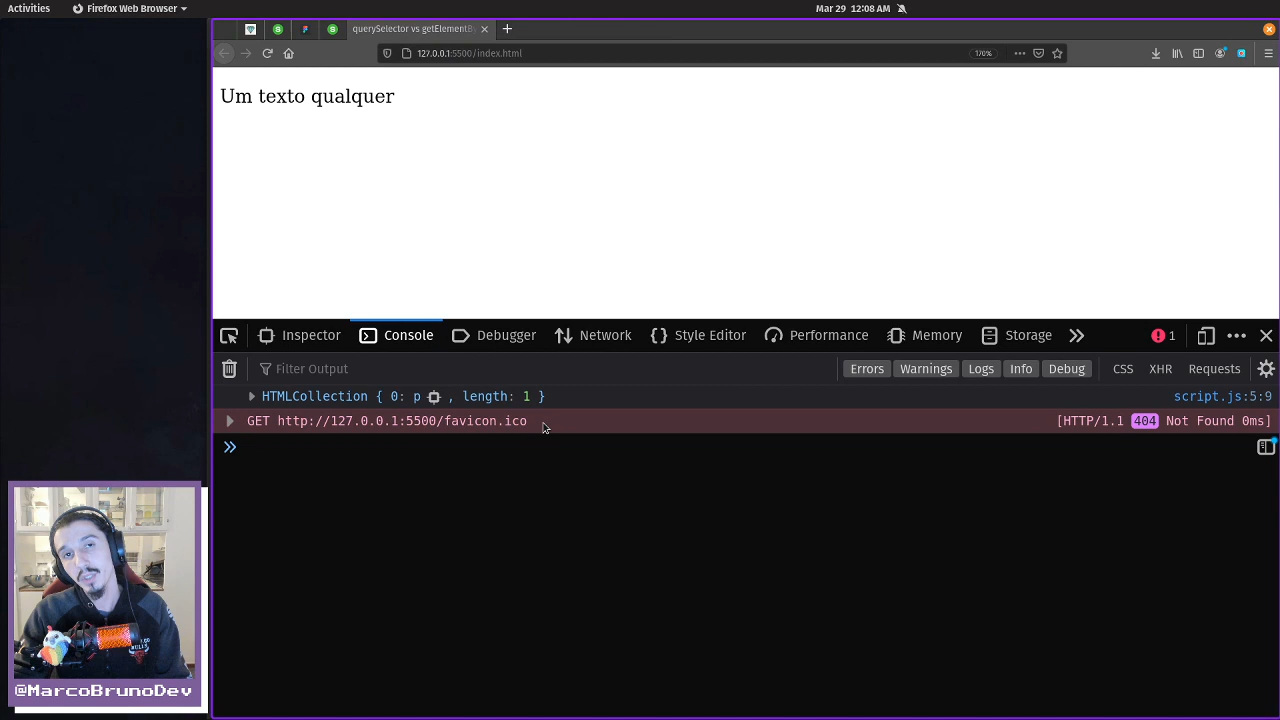 Activities
Firefox Web Browser
Mar 29 12:08 AM
querySelector vs getElementB
127.0.0.1:5500/index.html
170%
Um texto qualquer
Inspector
Console
Debugger
Network
Style Editor
Performance
Memory
Storage
1
Filter Output
Errors
Warnings
Logs
Info
Debug
CSS
XHR
Requests
HTMLCollection { 0: p , length: 1 }
script.js:5:9
GET http://127.0.0.1:5500/favicon.ico
[HTTP/1.1 404 Not Found 0ms]
@MarcoBrunoDev